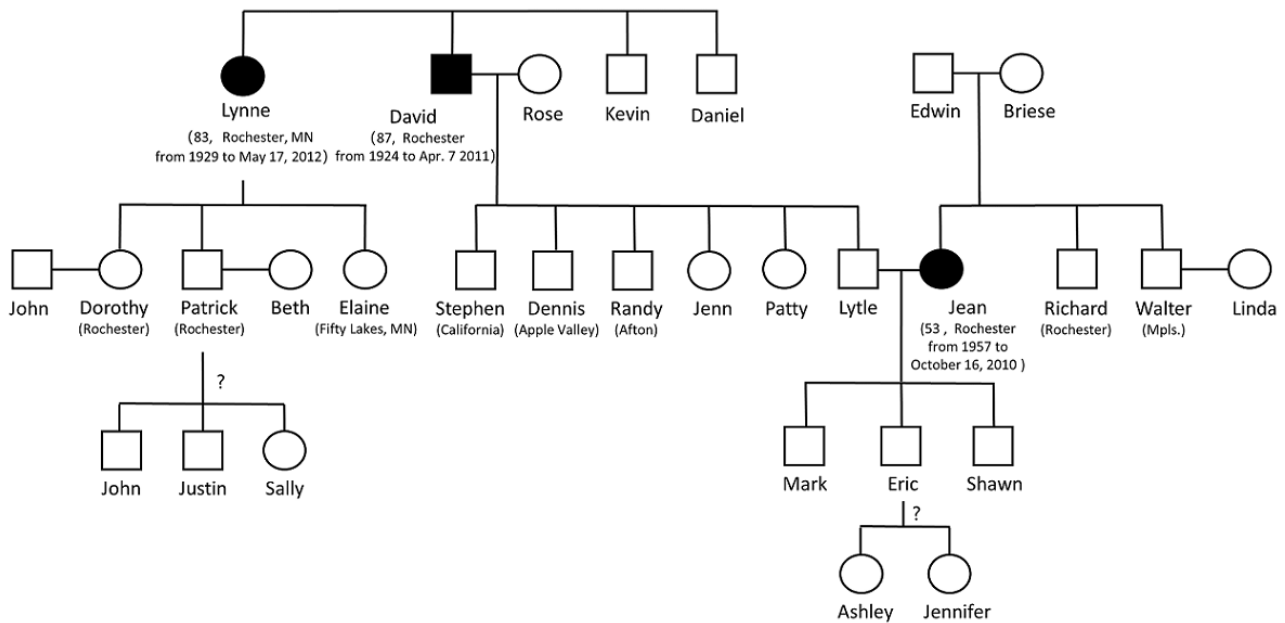 Lynne
(83, Rochester, MN
from 1929 to May 17, 2012)
David
(87, Rochester
from 1924 to Apr. 7 2011)
Rose
Kevin
Daniel
Edwin
Briese
John
Dorothy
(Rochester)
Patrick
(Rochester)
Beth
Elaine
(Fifty Lakes, MN)
Stephen
(California)
Dennis
(Apple Valley)
Randy
(Afton)
Jenn
Patty
Lytle
Jean
(53 , Rochester
from 1957 to
October 16, 2010 )
Richard
(Rochester)
Walter
(Mpls.)
Linda
?
John
Justin
Sally
Mark
Eric
Shawn
?
Ashley
Jennifer